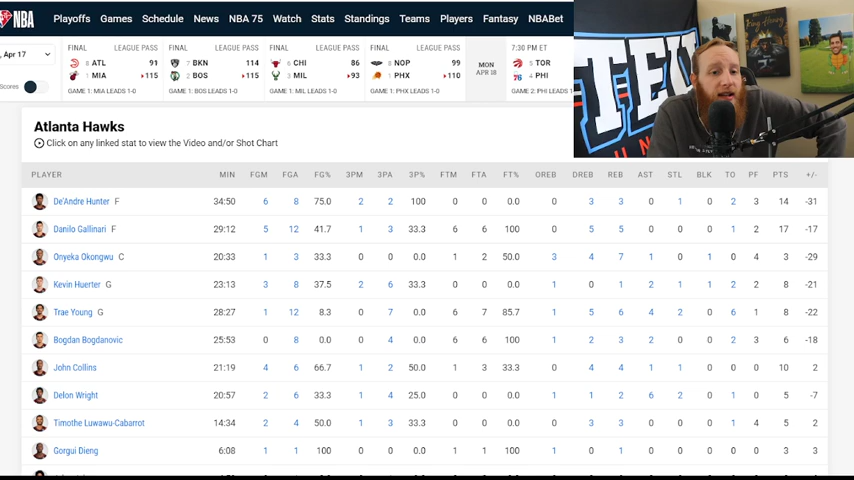 NBA Playoffs Games Schedule News NBA 75 Watch Stats Standings Teams Players Fantasy NBABet
, Apr 17
Scores
FINAL LEAGUE PASS
8 ATL 91
1 MIA 115
GAME 1: MIA LEADS 1-0
FINAL LEAGUE PASS
7 BKN 114
2 BOS 115
GAME 1: BOS LEADS 1-0
FINAL LEAGUE PASS
6 CHI 86
3 MIL 93
GAME 1: MIL LEADS 1-0
FINAL LEAGUE PASS
8 NOP 99
1 PHX 110
GAME 1: PHX LEADS 1-0
MON
APR 18
7:30 PM ET
5 TOR
4 PHI
GAME 2: PHI LEADS 1-
TED
Atlanta Hawks
Click on any linked stat to view the Video and/or Shot Chart
PLAYER MIN FGM FGA FG% 3PM 3PA 3P% FTM FTA FT% OREB DREB REB AST STL BLK TO PF PTS +/-
De'Andre Hunter F 34:50 6 8 75.0 2 2 100 0 0 0.0 0 3 3 0 1 0 2 3 14 -31
Danilo Gallinari F 29:12 5 12 41.7 1 3 33.3 6 6 100 0 5 5 0 0 0 1 2 17 -17
Onyeka Okongwu C 20:33 1 3 33.3 0 0 0.0 1 2 50.0 3 4 7 1 0 1 0 4 3 -29
Kevin Huerter G 23:13 3 8 37.5 2 6 33.3 0 0 0.0 1 0 1 2 1 1 2 2 8 -21
Trae Young G 28:27 1 12 8.3 0 7 0.0 6 7 85.7 0 5 6 4 2 0 6 1 8 -22
Bogdan Bogdanovic 25:53 0 8 0.0 0 4 0.0 6 6 100 1 2 3 2 0 0 2 3 6 -18
John Collins 21:19 4 6 66.7 1 2 50.0 1 3 33.3 0 4 4 1 1 0 0 0 10 2
Delon Wright 20:57 2 6 33.3 1 4 25.0 0 0 0.0 1 1 2 6 2 0 1 0 5 -7
Timothe Luwawu-Cabarrot 14:34 2 4 50.0 1 3 33.3 0 0 0.0 0 3 3 0 0 0 1 4 5 2
Gorgui Dieng 6:08 1 1 100 0 0 0.0 1 1 100 1 0 1 0 0 0 0 0 3 3